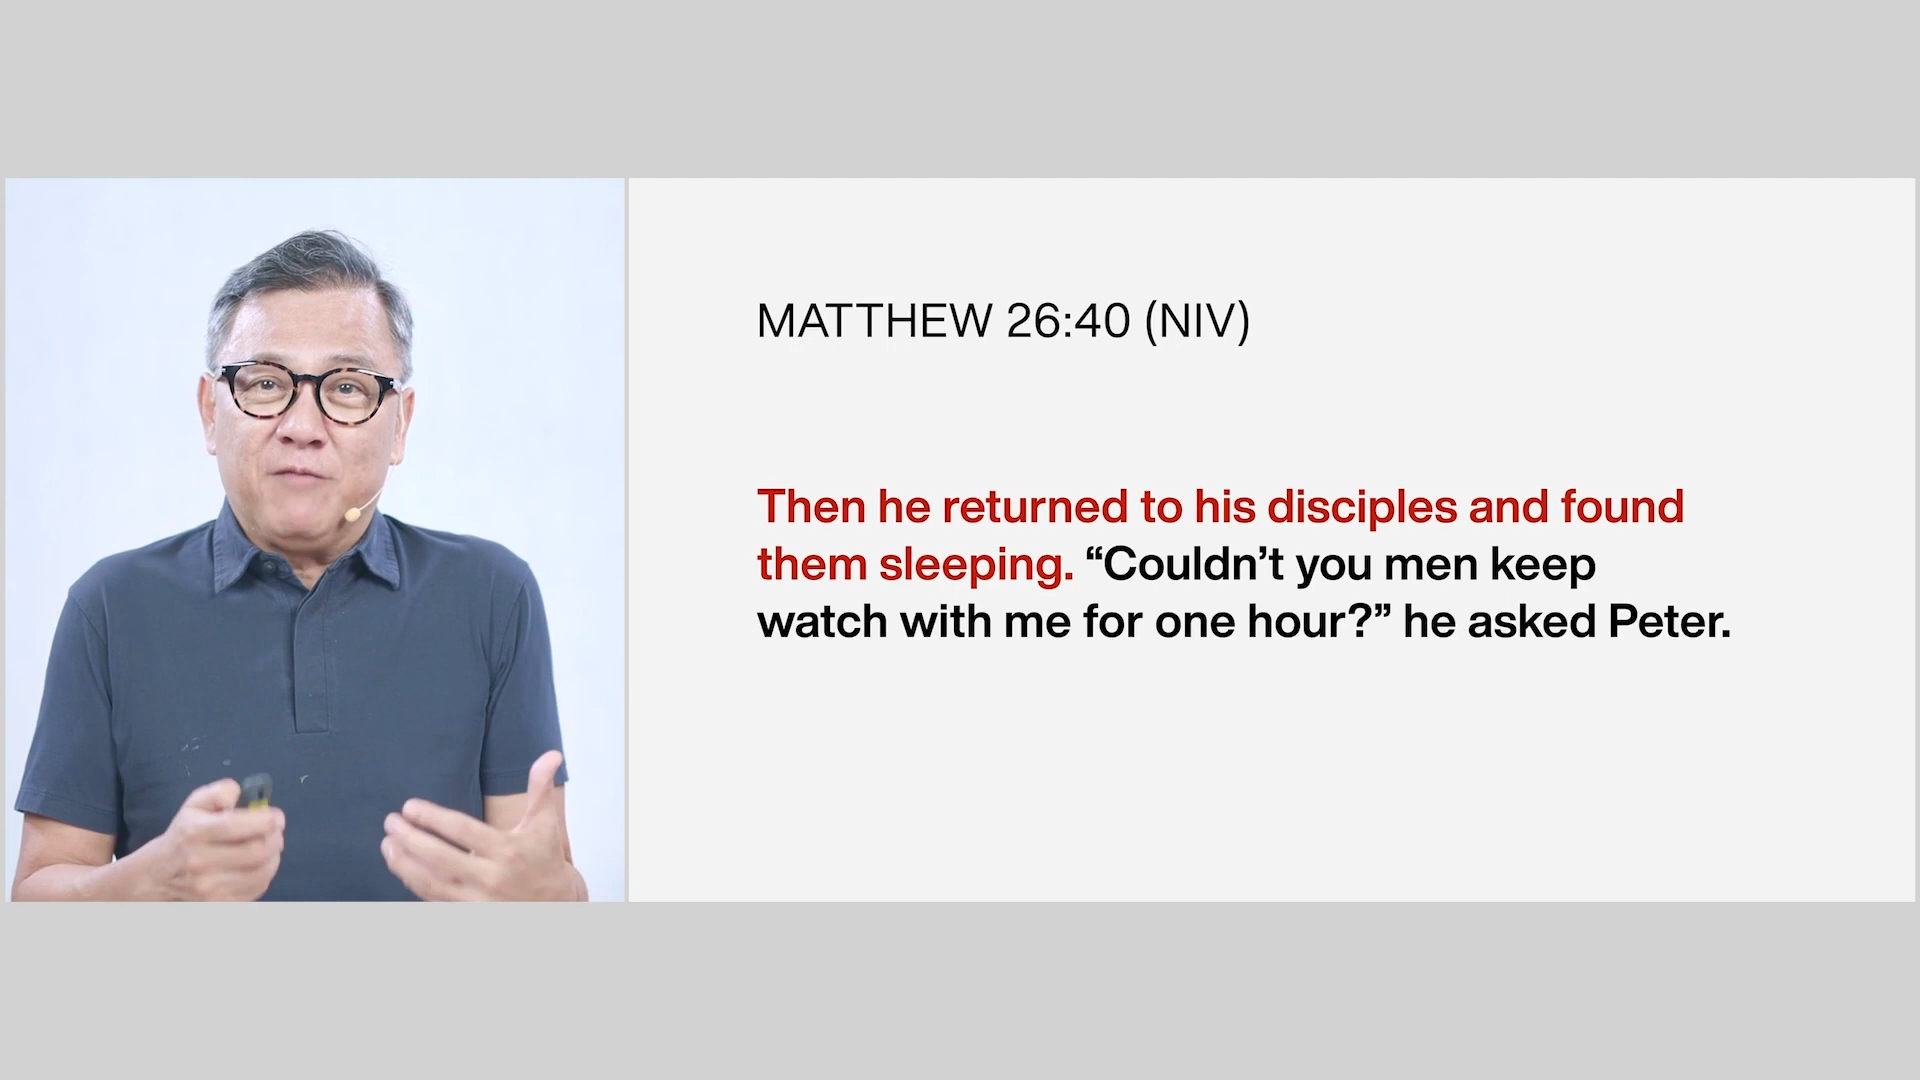 MATTHEW 26:40 (NIV)
Then he returned to his disciples and found
them sleeping. “Couldn’t you men keep
watch with me for one hour?” he asked Peter.